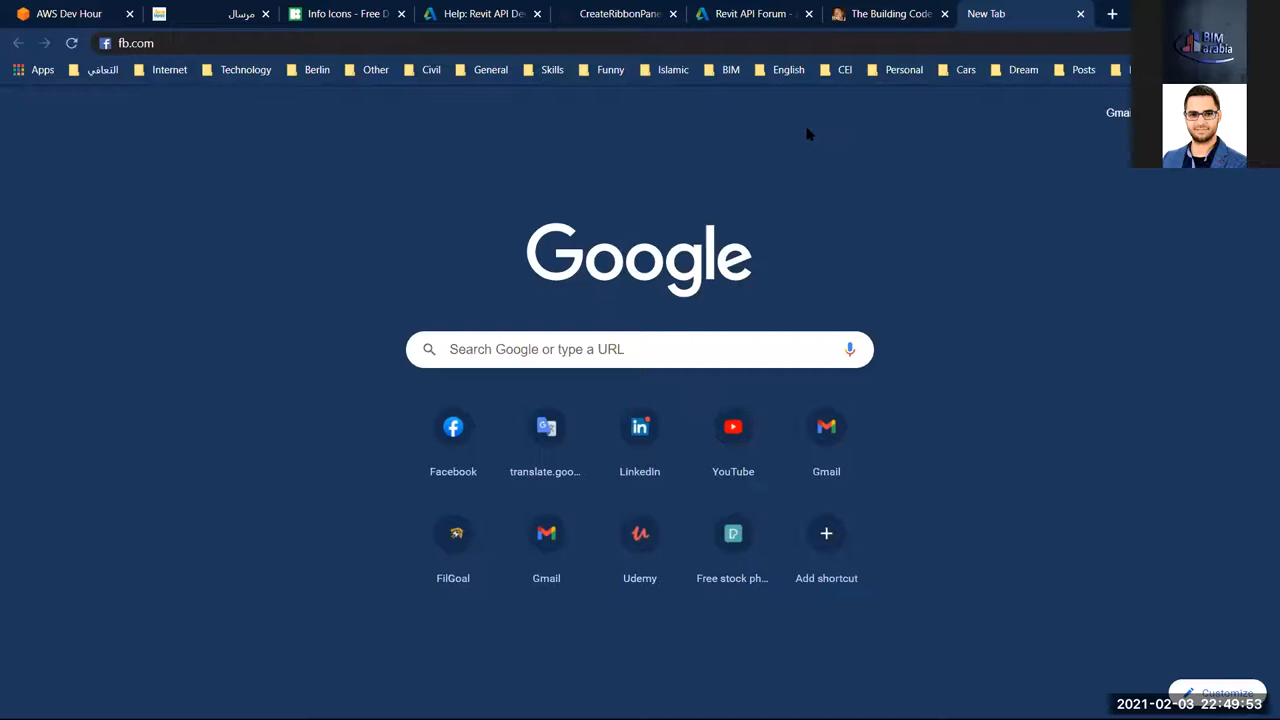 AWS Dev Hour
مرسال
Info Icons - Free D
Help: Revit API De
CreateRibbonPane
Revit API Forum -
The Building Code
New Tab
fb.com
Apps
التعافي
Internet
Technology
Berlin
Other
Civil
General
Skills
Funny
Islamic
BIM
English
CEI
Personal
Cars
Dream
Posts
BIM
arabia
Gmai
Google
Search Google or type a URL
Facebook
translate.goo...
LinkedIn
YouTube
Gmail
FilGoal
Gmail
Udemy
Free stock ph...
Add shortcut
Customize
2021-02-03 22:49:53